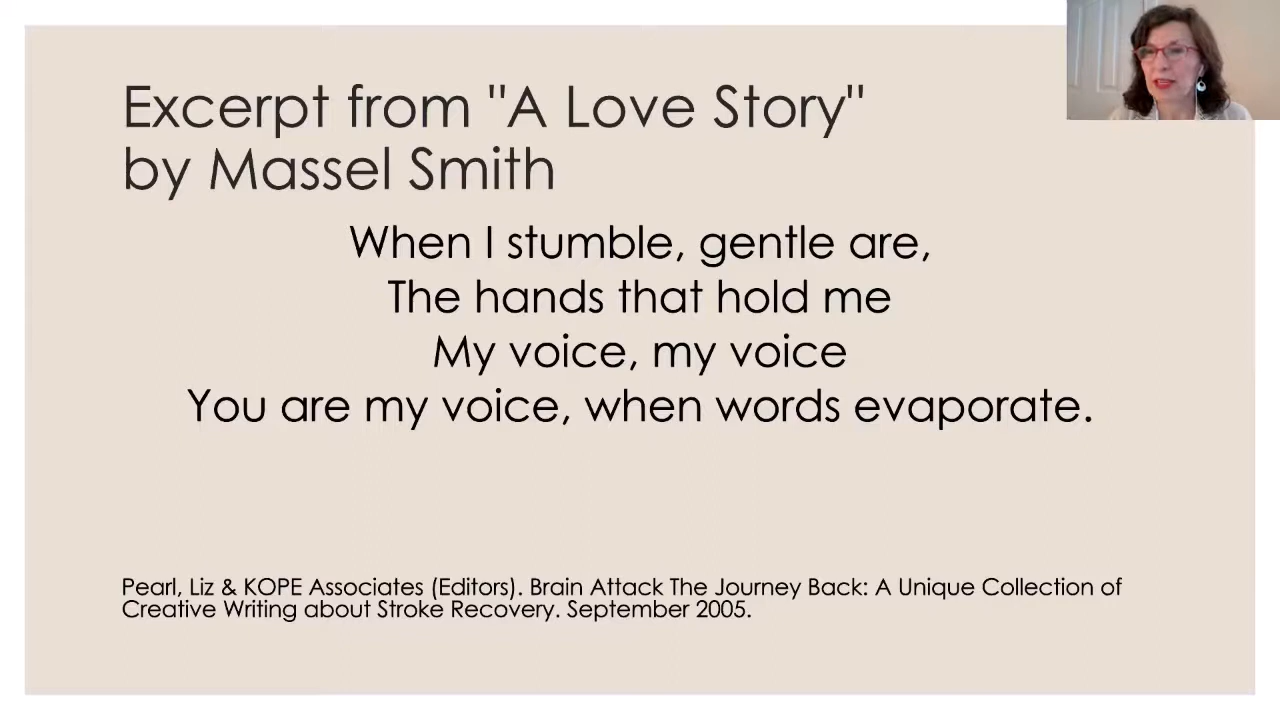 Excerpt from "A Love Story"
by Massel Smith
When I stumble, gentle are,
The hands that hold me
My voice, my voice
You are my voice, when words evaporate.
Pearl, Liz & KOPE Associates (Editors). Brain Attack The Journey Back: A Unique Collection of
Creative Writing about Stroke Recovery. September 2005.